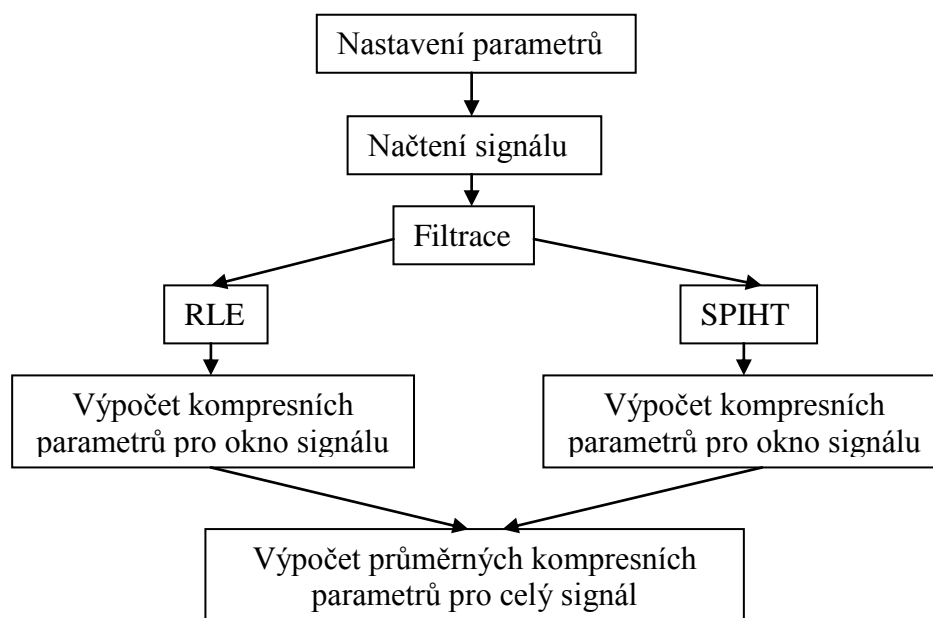 Nastavení parametrů
Načtení signálu
Filtrace
RLE
SPIHT
Výpočet kompresních
parametrů pro okno signálu
Výpočet kompresních
parametrů pro okno signálu
Výpočet průměrných kompresních
parametrů pro celý signál